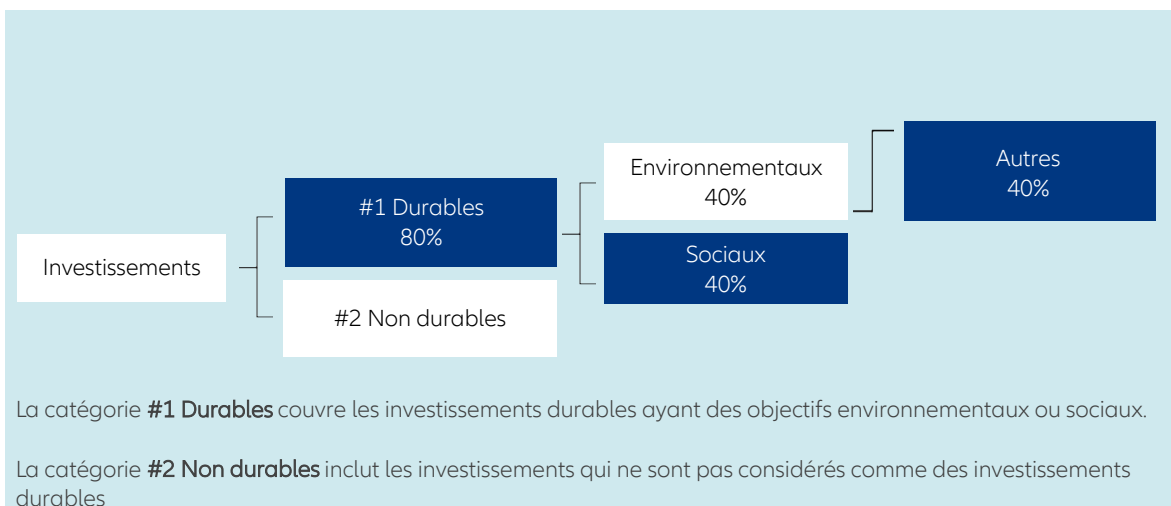 Investissements
#1 Durables
80%
#2 Non durables
Environnementaux
40%
Sociaux
40%
Autres
40%
La catégorie #1 Durables couvre les investissements durables ayant des objectifs environnementaux ou sociaux.
La catégorie #2 Non durables inclut les investissements qui ne sont pas considérés comme des investissements
durables